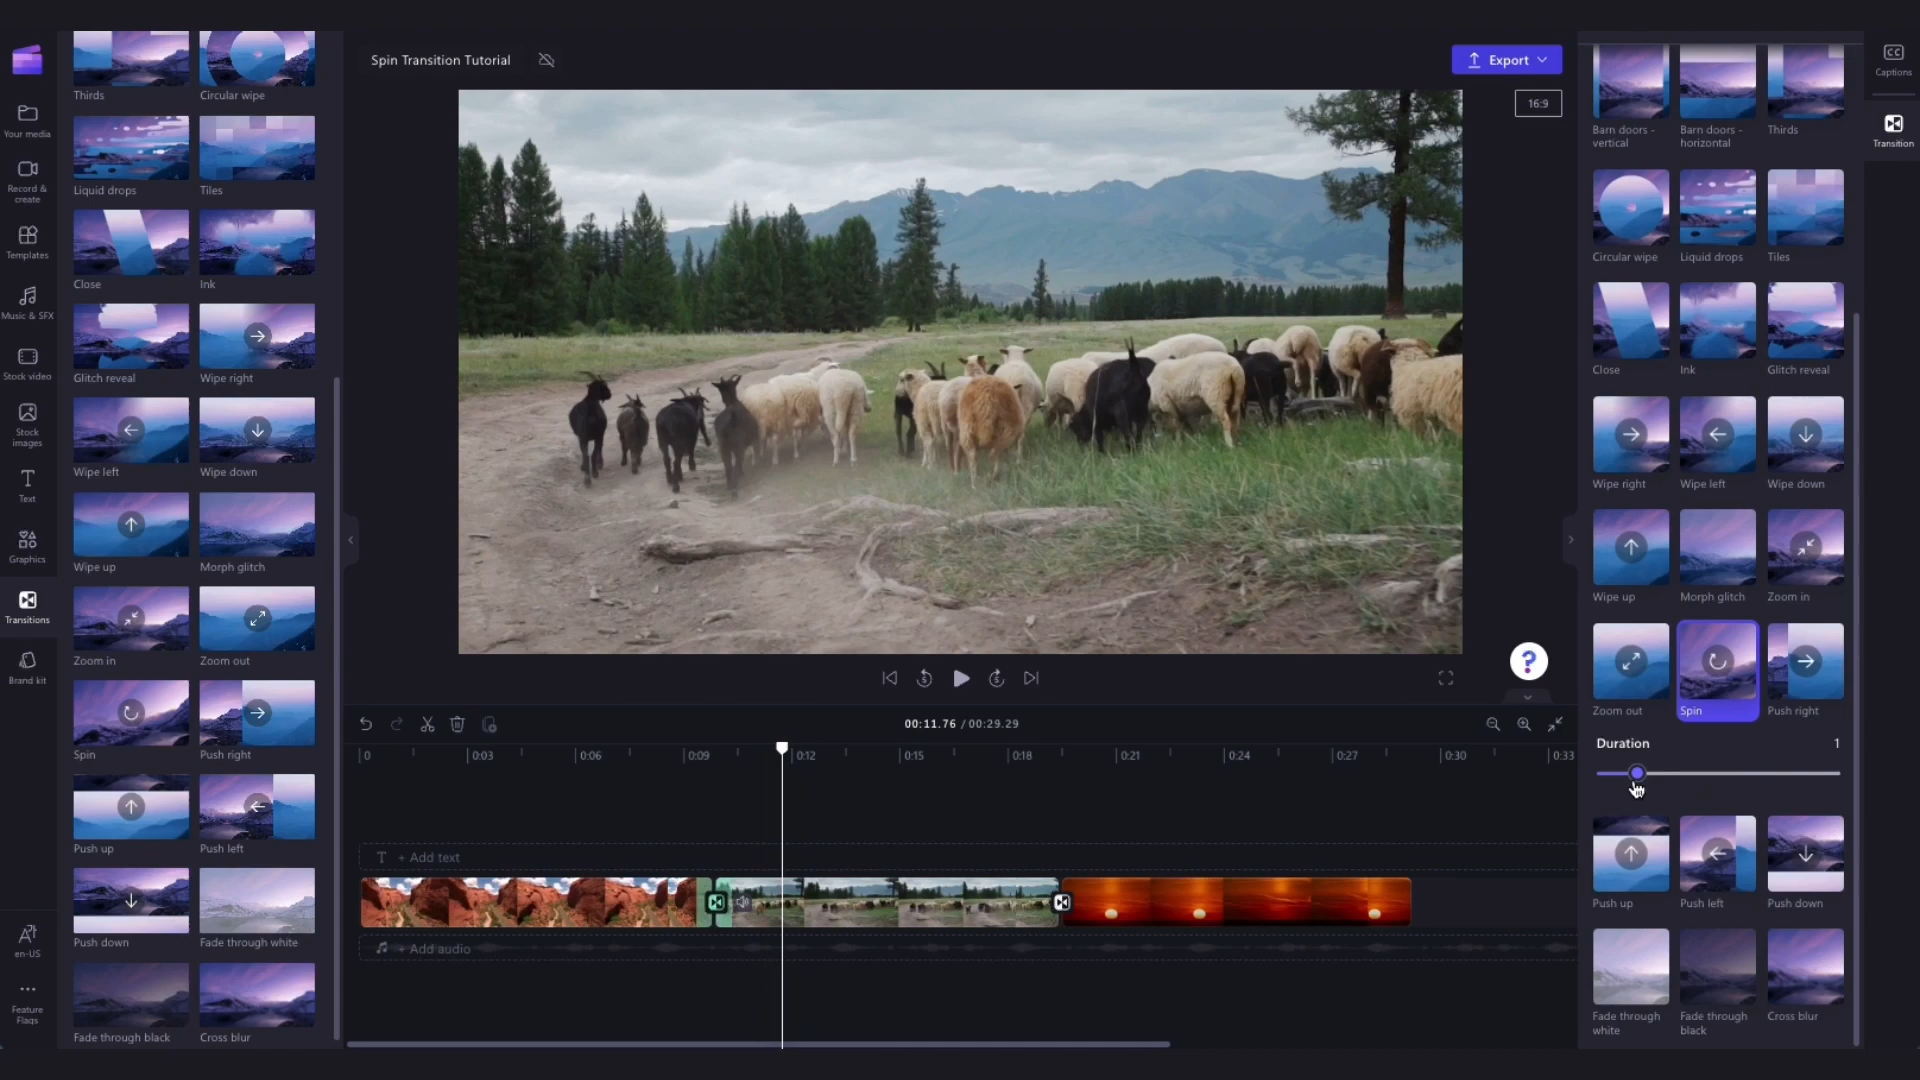 Spin Transition Tutorial
Export
16:9
Your media
Record &
create
Templates
Music & SFX
Stock video
Stock
images
Text
Graphics
Transitions
Brand kit
en-US
Feature
Flags
Thirds
Circular wipe
Liquid drops
Tiles
Close
Ink
Glitch reveal
Wipe right
Wipe left
Wipe down
Wipe up
Morph glitch
Zoom in
Zoom out
Spin
Push right
Push up
Push left
Push down
Fade through white
Fade through black
Cross blur
?
5
5
00:11.76 / 00:29.29
0
0:03
0:06
0:09
0:12
0:15
0:18
0:21
0:24
0:27
0:30
0:33
T + Add text
+ Add audio
Barn doors -
vertical
Barn doors -
horizontal
Thirds
Circular wipe
Liquid drops
Tiles
Close
Ink
Glitch reveal
Wipe right
Wipe left
Wipe down
Wipe up
Morph glitch
Zoom in
Zoom out
Spin
Push right
Duration 1
Push up
Push left
Push down
Fade through
white
Fade through
black
Cross blur
CC
Captions
Transition